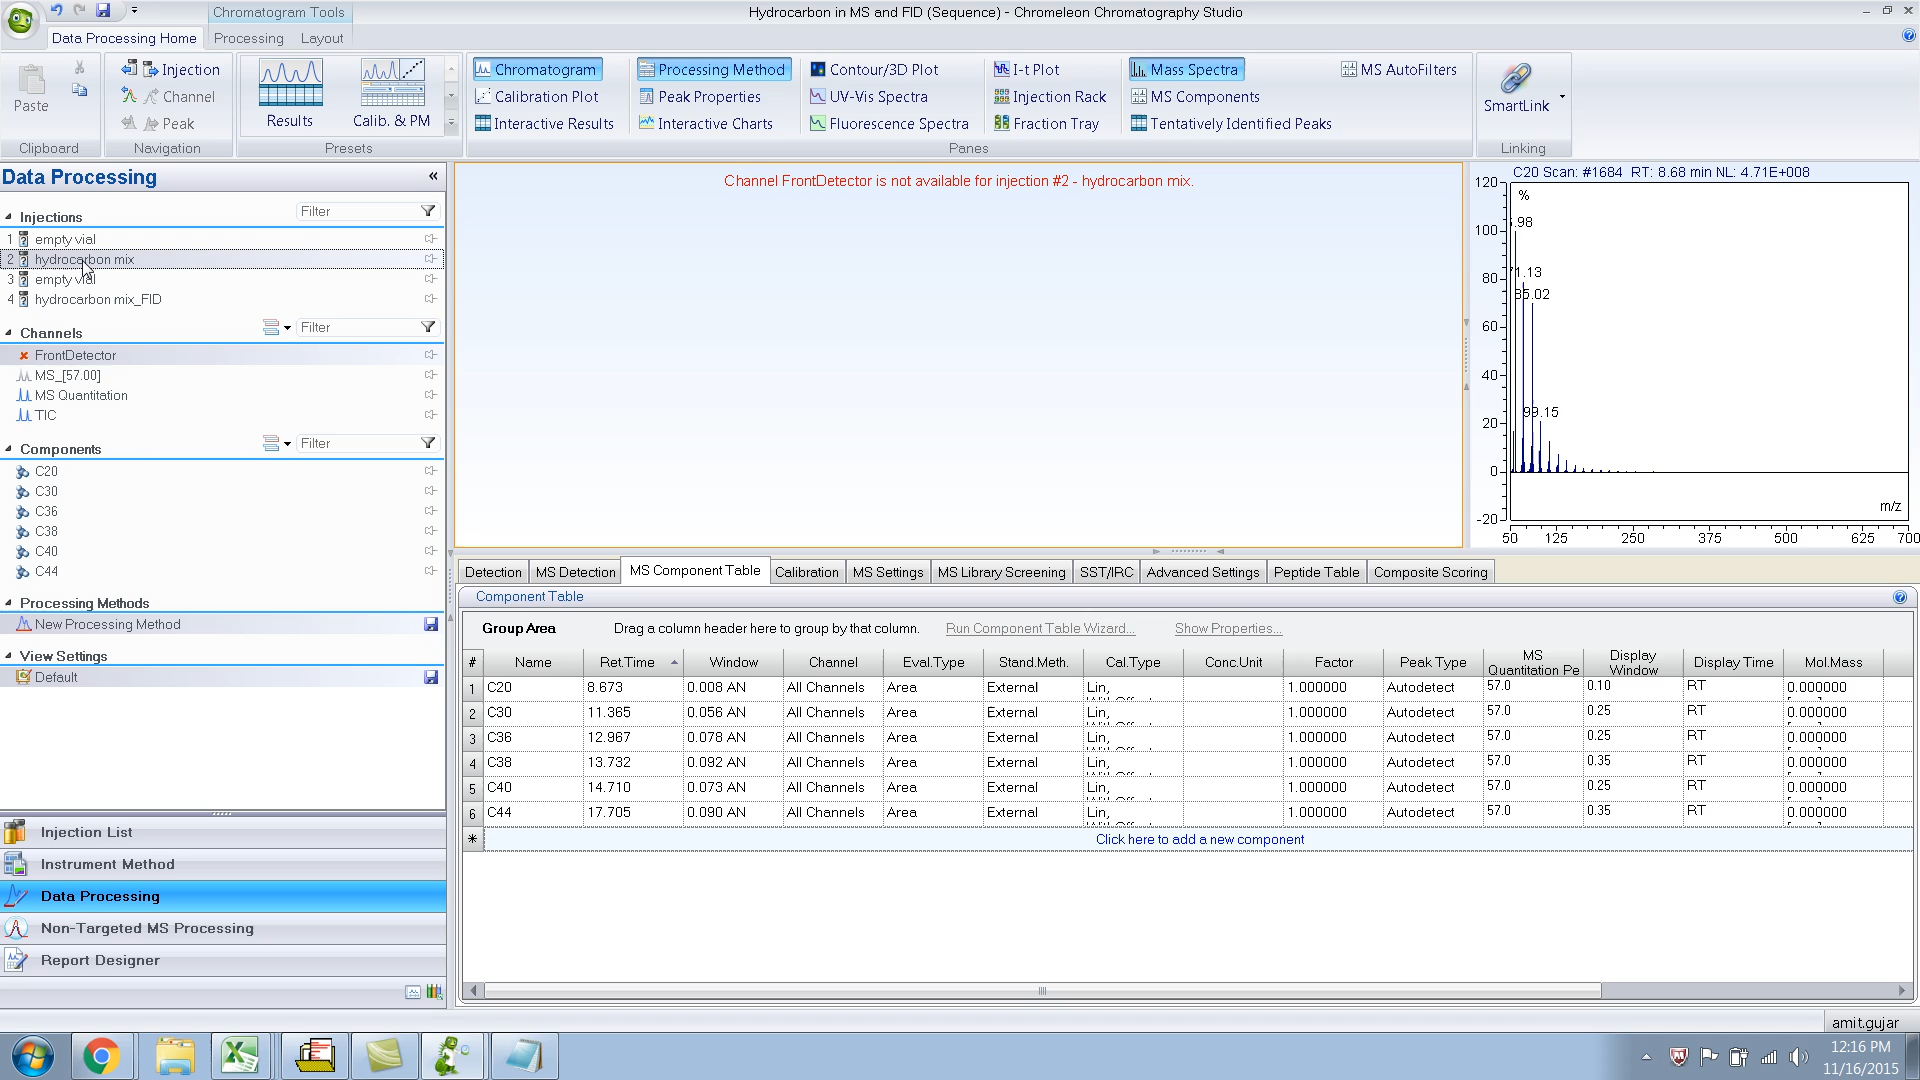 Chromatogram Tools
Hydrocarbon in MS and FID (Sequence) - Chromeleon Chromatography Studio
Data Processing Home
Processing
Layout
Paste
Injection
Channel
Peak
Results
Calib. & PM
Chromatogram
Calibration Plot
Interactive Results
Processing Method
Peak Properties
Interactive Charts
Contour/3D Plot
UV-Vis Spectra
Fluorescence Spectra
I-t Plot
Injection Rack
Fraction Tray
Mass Spectra
MS Components
Tentatively Identified Peaks
MS AutoFilters
SmartLink
Clipboard
Navigation
Presets
Panes
Linking
Data Processing
Injections
Filter
1 empty vial
2 hydrocarbon mix
3 empty vial
4 hydrocarbon mix_FID
Channels
Filter
FrontDetector
MS_[57.00]
MS Quantitation
TIC
Components
Filter
C20
C30
C36
C38
C40
C44
Processing Methods
New Processing Method
View Settings
Default
Injection List
Instrument Method
Data Processing
Non-Targeted MS Processing
Report Designer
Channel FrontDetector is not available for injection #2 - hydrocarbon mix.
C20 Scan: #1684 RT: 8.68 min NL: 4.71E+008
%
120
100
80
60
40
20
0
-20
.98
71.13
85.02
99.15
m/z
50 125 250 375 500 625 700
Detection
MS Detection
MS Component Table
Calibration
MS Settings
MS Library Screening
SST/IRC
Advanced Settings
Peptide Table
Composite Scoring
Component Table
Group Area Drag a column header here to group by that column. Run Component Table Wizard... Show Properties...
# Name Ret.Time Window Channel Eval.Type Stand.Meth. Cal.Type Conc.Unit Factor Peak Type MS Quantitation Pe Display Window Display Time Mol.Mass
1 C20 8.673 0.008 AN All Channels Area External Lin, 1.000000 Autodetect 57.0 0.10 RT 0.000000
2 C30 11.365 0.056 AN All Channels Area External Lin, 1.000000 Autodetect 57.0 0.25 RT 0.000000
3 C36 12.967 0.078 AN All Channels Area External Lin, 1.000000 Autodetect 57.0 0.25 RT 0.000000
4 C38 13.732 0.092 AN All Channels Area External Lin, 1.000000 Autodetect 57.0 0.35 RT 0.000000
5 C40 14.710 0.073 AN All Channels Area External Lin, 1.000000 Autodetect 57.0 0.25 RT 0.000000
6 C44 17.705 0.090 AN All Channels Area External Lin, 1.000000 Autodetect 57.0 0.35 RT 0.000000
* Click here to add a new component
amit.gujar
12:16 PM
11/16/2015